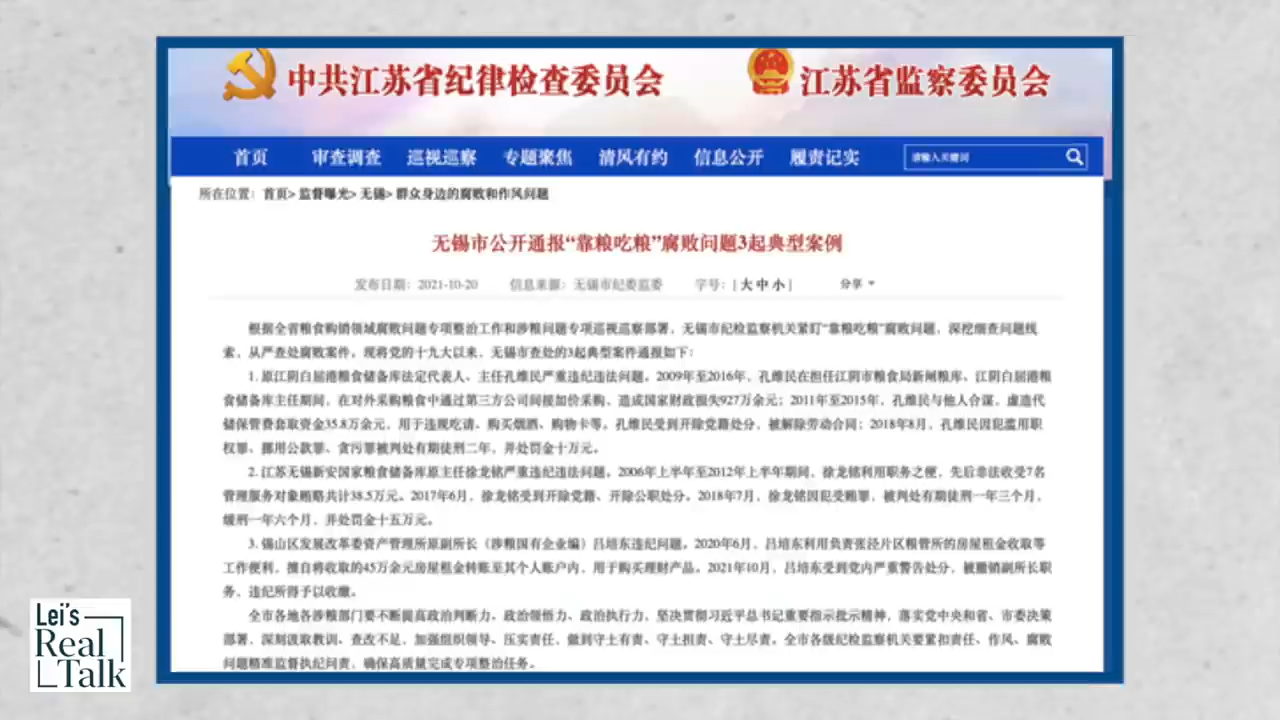 中共江苏省纪律检查委员会 江苏省监察委员会
首页 审查调查 巡视巡察 专题聚焦 清风有约 信息公开 履责记实 请输入关键词
所在位置：首页> 监督曝光> 无锡> 群众身边的腐败和作风问题
无锡市公开通报“靠粮吃粮”腐败问题3起典型案例
发布日期：2021-10-20 信息来源：无锡市纪委监委 字号：[ 大 中 小 ] 分享
根据全省粮食购销领域腐败问题专项整治工作和涉粮问题专项巡视巡察部署，无锡市纪检监察机关紧盯“靠粮吃粮”腐败问题，深挖细查问题线
索，从严查处腐败案件。现将党的十九大以来，无锡市查处的3起典型案件通报如下：
1. 原江阴白屈港粮食储备库法定代表人、主任孔维民严重违纪违法问题。2009年至2016年，孔维民在担任江阴市粮食局新闸粮库、江阴白屈港粮
食储备库主任期间，在对外采购粮食中通过第三方公司间接加价采购，造成国家财政损失927万余元；2011年至2015年，孔维民与他人合谋，虚造代
储保管费套取资金35.8万余元，用于违规吃请、购买烟酒、购物卡等。孔维民受到开除党籍处分，被解除劳动合同；2018年8月，孔维民因犯滥用职
权罪、挪用公款罪、贪污罪被判处有期徒刑二年，并处罚金十万元。
2. 江苏无锡新安国家粮食储备库原主任徐龙铭严重违纪违法问题。2006年上半年至2012年上半年期间，徐龙铭利用职务之便，先后非法收受7名
管理服务对象贿赂共计38.5万元。2017年6月，徐龙铭受到开除党籍、开除公职处分。2018年7月，徐龙铭因犯受贿罪，被判处有期徒刑一年三个月，
缓刑一年六个月，并处罚金十五万元。
3. 锡山区发展改革委资产管理所原副所长（涉粮国有企业编）吕培东违纪问题。2020年6月，吕培东利用负责张泾片区粮管所的房屋租金收取等
工作便利，擅自将收取的45万余元房屋租金转账至其个人账户内，用于购买理财产品。2021年10月，吕培东受到党内严重警告处分，被撤销副所长职
务，违纪所得予以收缴。
全市各地各涉粮部门要不断提高政治判断力、政治领悟力、政治执行力，坚决贯彻习近平总书记重要指示批示精神，落实党中央和省、市委决策
部署，深刻汲取教训、查改不足，加强组织领导、压实责任，做到守土有责、守土担责、守土尽责。全市各级纪检监察机关要紧扣责任、作风、腐败
问题精准监督执纪问责，确保高质量完成专项整治任务。
Lei's
Real
Talk